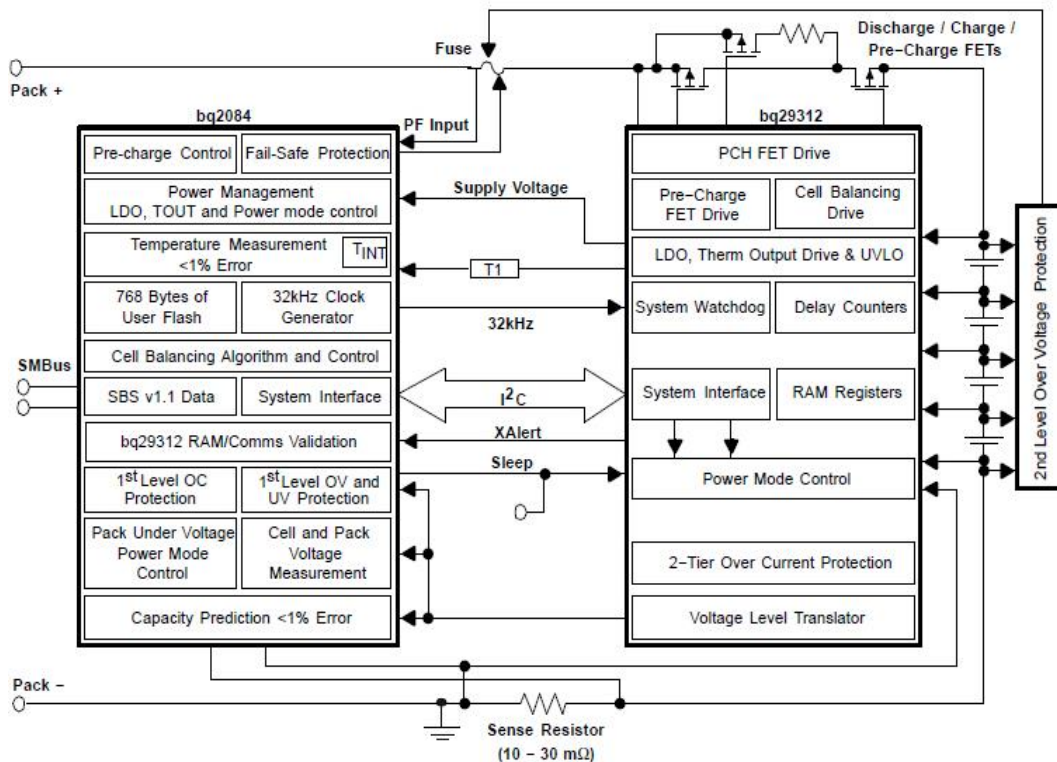 Discharge / Charge /
Pre−Charge FETs
Fuse
Pack +
bq2084
PF Input
bq29312
Pre-charge Control
Fail-Safe Protection
PCH FET Drive
Power Management
LDO, TOUT and Power mode control
Supply Voltage
Pre−Charge
FET Drive
Cell Balancing
Drive
Temperature Measurement
<1% Error
TINT
T1
LDO, Therm Output Drive & UVLO
768 Bytes of
User Flash
32kHz Clock
Generator
32kHz
System Watchdog
Delay Counters
2nd Level Over Voltage Protection
Cell Balancing Algorithm and Control
SMBus
SBS v1.1 Data
System Interface
I2C
System Interface
RAM Registers
bq29312 RAM/Comms Validation
XAlert
Sleep
1st Level OC
Protection
1st Level OV and
UV Protection
Power Mode Control
Pack Under Voltage
Power Mode
Control
Cell and Pack
Voltage
Measurement
2−Tier Over Current Protection
Capacity Prediction <1% Error
Voltage Level Translator
Pack −
Sense Resistor
(10 − 30 mΩ)